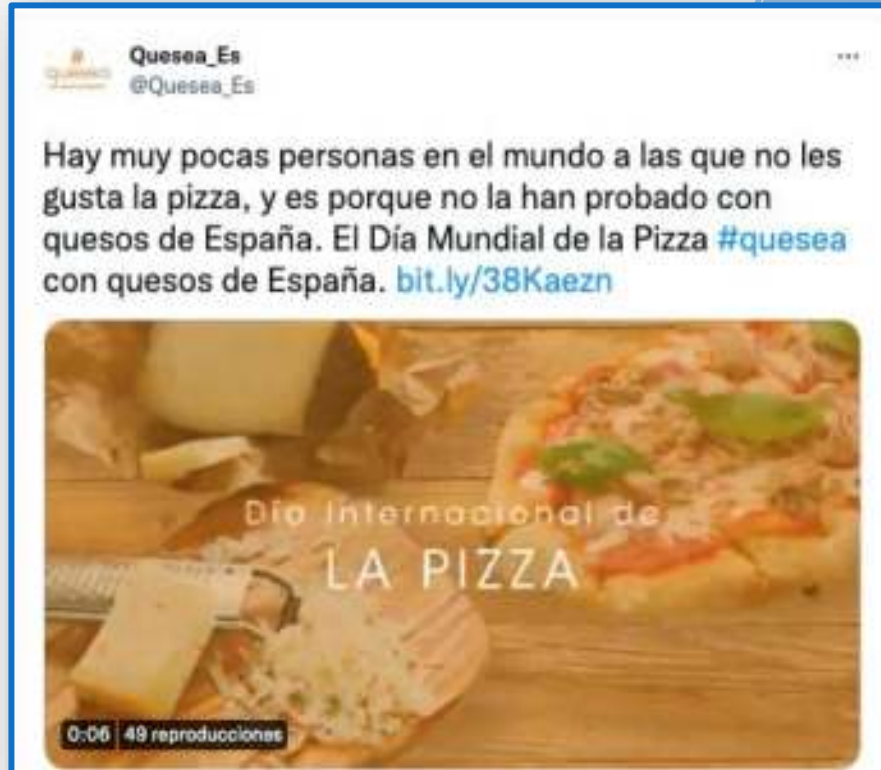 Quesea_Es
@Quesea_Es
Hay muy pocas personas en el mundo a las que no les
gusta la pizza, y es porque no la han probado con
quesos de España. El Día Mundial de la Pizza #quesea
con quesos de España. bit.ly/38Kaezn
Día Internacional de
LA PIZZA
0:06 49 reproducciones